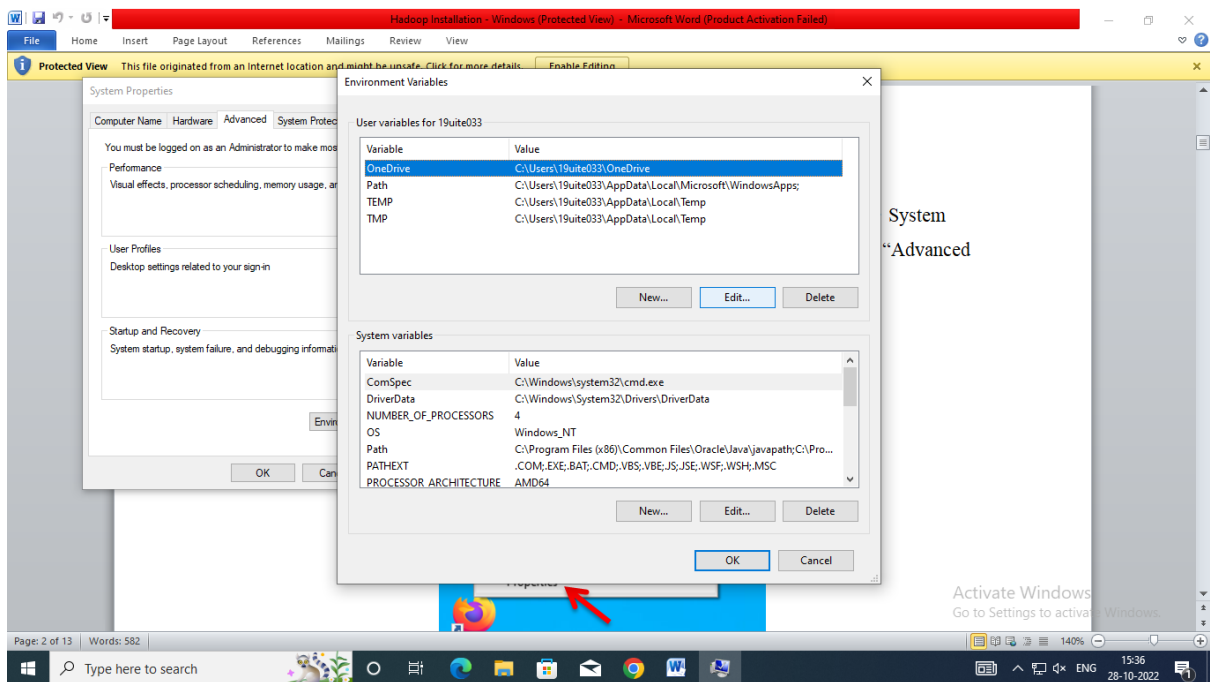 Hadoop Installation - Windows (Protected View) - Microsoft Word (Product Activation Failed)
File Home Insert Page Layout References Mailings Review View
Protected View This file originated from an Internet location and might be unsafe. Click for more details. Enable Editing
System Properties
Computer Name Hardware Advanced System Protec
You must be logged on as an Administrator to make mos
Performance
Visual effects, processor scheduling, memory usage, an
User Profiles
Desktop settings related to your sign-in
Startup and Recovery
System startup, system failure, and debugging informati
Envir
OK Can
Environment Variables
User variables for 19uite033
Variable Value
OneDrive C:\Users\19uite033\OneDrive
Path C:\Users\19uite033\AppData\Local\Microsoft\WindowsApps;
TEMP C:\Users\19uite033\AppData\Local\Temp
TMP C:\Users\19uite033\AppData\Local\Temp
New... Edit... Delete
System variables
Variable Value
ComSpec C:\Windows\system32\cmd.exe
DriverData C:\Windows\System32\Drivers\DriverData
NUMBER_OF_PROCESSORS 4
OS Windows_NT
Path C:\Program Files (x86)\Common Files\Oracle\Java\javapath;C:\Pro...
PATHEXT .COM;.EXE;.BAT;.CMD;.VBS;.VBE;.JS;.JSE;.WSF;.WSH;.MSC
PROCESSOR_ARCHITECTURE AMD64
New... Edit... Delete
OK Cancel
System
“Advanced
Properties
Activate Windows
Go to Settings to activate Windows.
Page: 2 of 13 Words: 582 140%
Type here to search
ENG
15:36
28-10-2022